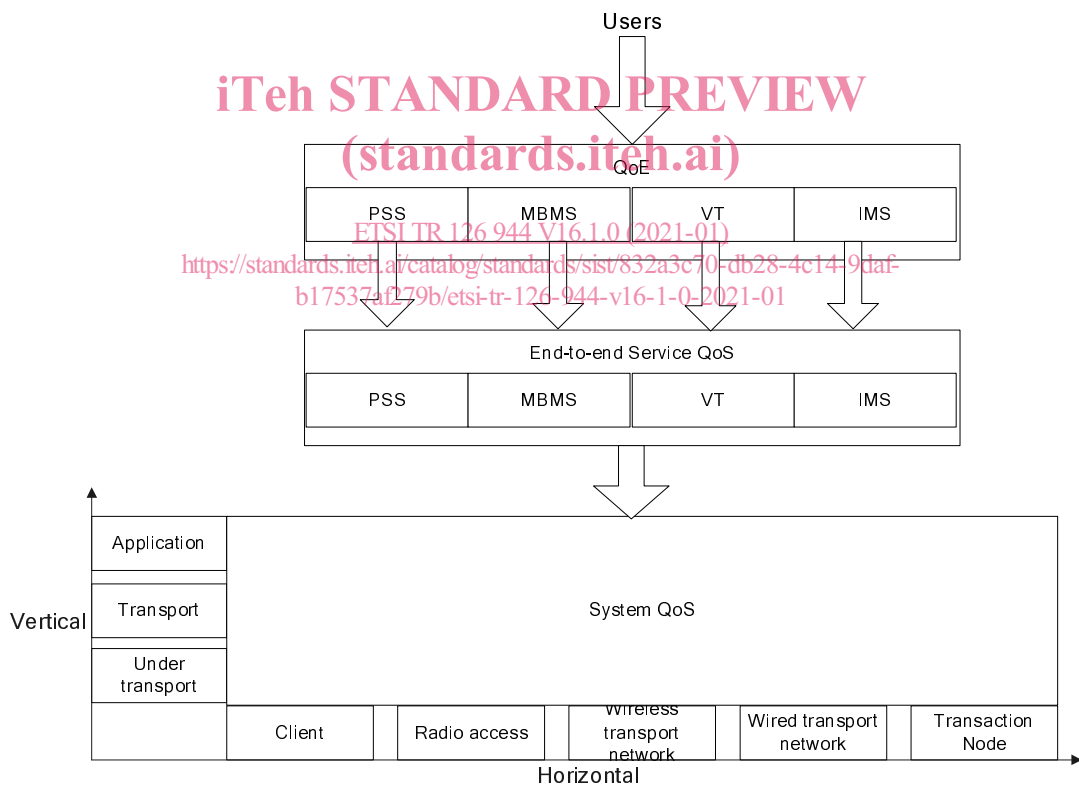 Users
iTeh STANDARD PREVIEW
(standards.iteh.ai)
QoE
PSS
MBMS
VT
IMS
ETSI TR 126 944 V16.1.0 (2021-01)
https://standards.iteh.ai/catalog/standards/sist/832a3c70-db28-4c14-9daf-
b17537af279b/etsi-tr-126-944-v16-1-0-2021-01
End-to-end Service QoS
PSS
MBMS
VT
IMS
Application
Transport
Under
transport
Vertical
System QoS
Client
Radio access
Wireless
transport
network
Wired transport
network
Transaction
Node
Horizontal